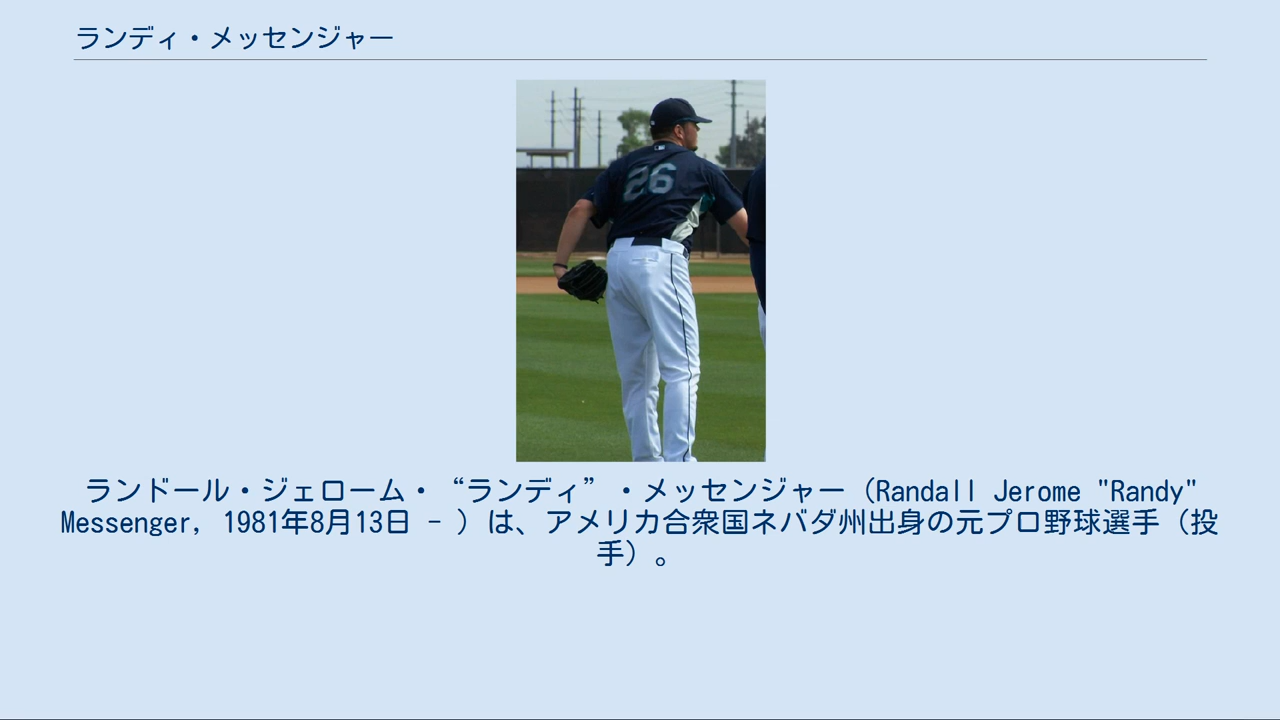 ランディ・メッセンジャー
26
ランドール・ジェローム・“ランディ”・メッセンジャー（Randall Jerome "Randy"
Messenger, 1981年8月13日 - ）は、アメリカ合衆国ネバダ州出身の元プロ野球選手（投
手）。